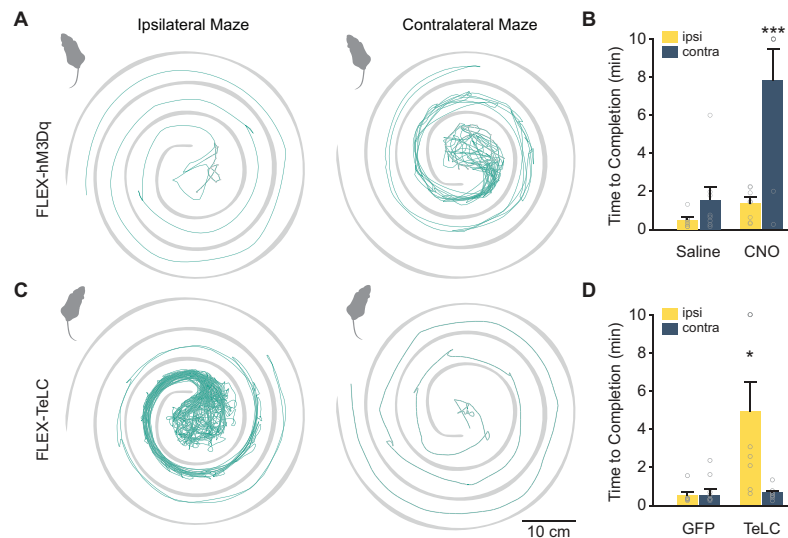 A
Ipsilateral Maze
Contralateral Maze
FLEX-hM3Dq
B
ipsi
contra
***
Time to Completion (min)
10
8
6
4
2
0
Saline
CNO
C
FLEX-TeLC
10 cm
D
ipsi
contra
*
Time to Completion (min)
10
8
6
4
2
0
GFP
TeLC